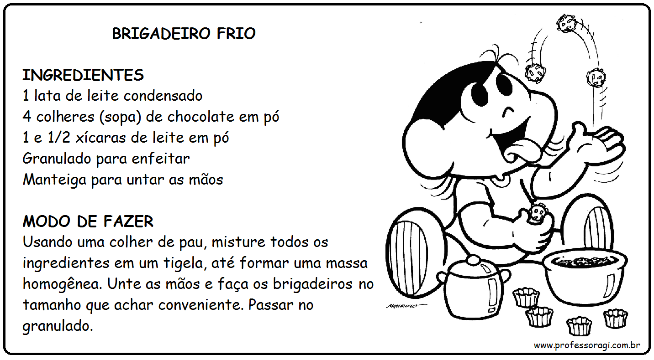 BRIGADEIRO FRIO
INGREDIENTES
1 lata de leite condensado
4 colheres (sopa) de chocolate em pó
1 e 1/2 xícaras de leite em pó
Granulado para enfeitar
Manteiga para untar as mãos
MODO DE FAZER
Usando uma colher de pau, misture todos os
ingredientes em um tigela, até formar uma massa
homogênea. Unte as mãos e faça os brigadeiros no
tamanho que achar conveniente. Passar no
granulado.
www.professoragi.com.br